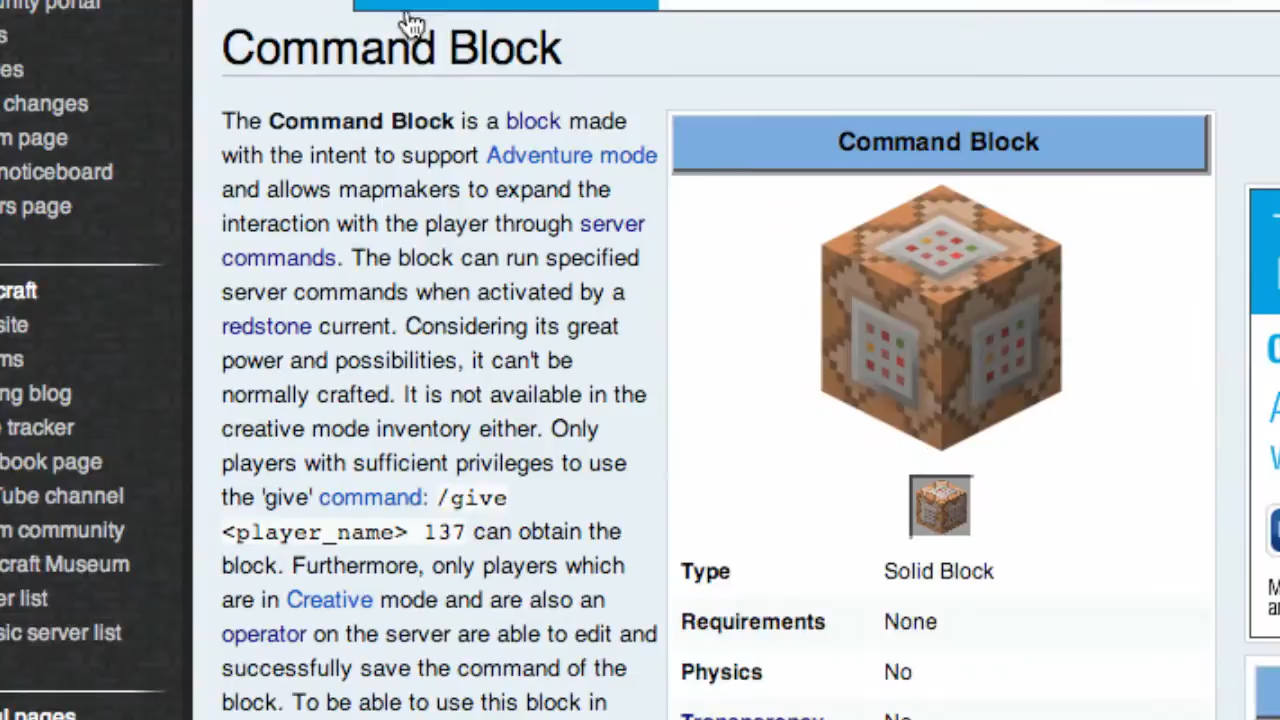 changes
page
noticeboard
page
site
blog
tracker
book page
channel
community
craft Museum
list
server list
pages
Command Block
The Command Block is a block made
with the intent to support Adventure mode
and allows mapmakers to expand the
interaction with the player through server
commands. The block can run specified
server commands when activated by a
redstone current. Considering its great
power and possibilities, it can't be
normally crafted. It is not available in the
creative mode inventory either. Only
players with sufficient privileges to use
the 'give' command: /give
<player_name> 137 can obtain the
block. Furthermore, only players which
are in Creative mode and are also an
operator on the server are able to edit and
successfully save the command of the
block. To be able to use this block in
Command Block
Type Solid Block
Requirements None
Physics No
Transparency No